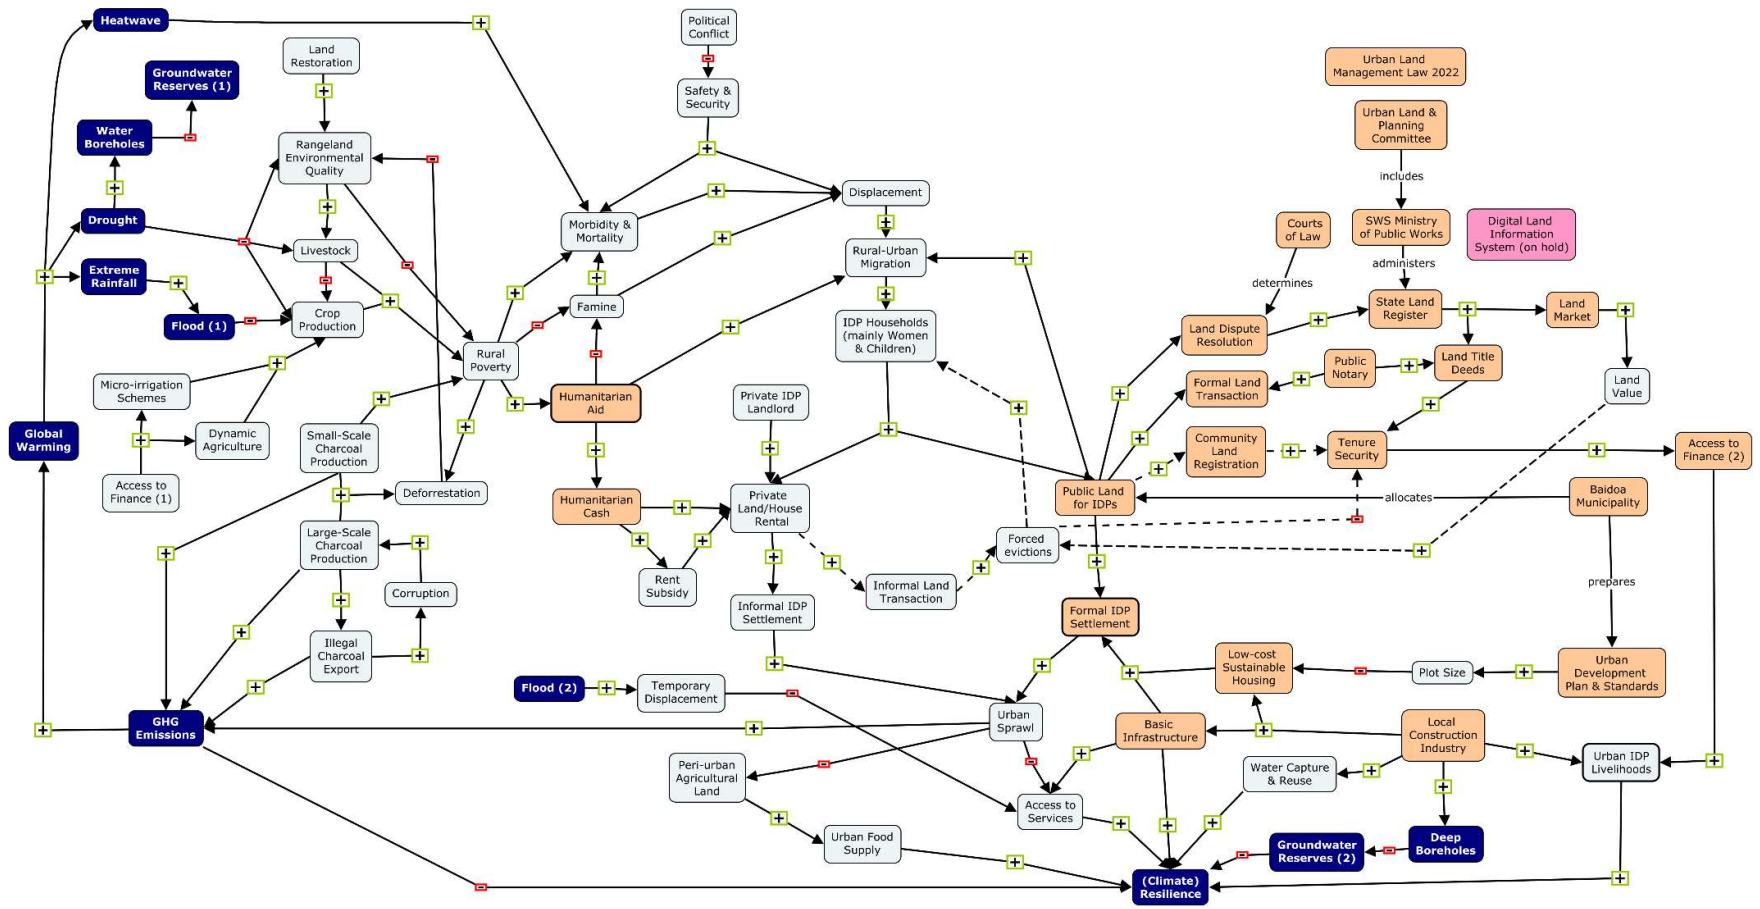 Heatwave
+
Political
Conflict
-
Land
Restoration
+
Urban Land
Management Law 2022
Groundwater
Reserves (1)
-
Safety &
Security
+
Urban Land &
Planning
Committee
includes
Water
Boreholes
+
Rangeland
Environmental
Quality
-
+
Displacement
+
+
Drought
-
Livestock
-
-
Morbidity &
Mortality
+
+
Rural-Urban
Migration
+
+
Courts
of Law
determines
SWS Ministry
of Public Works
administers
Digital Land
Information
System (on hold)
+
Extreme
Rainfall
+
Flood (1)
-
Crop
Production
+
+
-
Famine
-
+
IDP Households
(mainly Women
& Children)
Land Dispute
Resolution
+
State Land
Register
+
Land
Market
+
Rural
Poverty
+
+
Humanitarian
Aid
+
Formal Land
Transaction
+
Public
Notary
+
Land Title
Deeds
+
Land
Value
Micro-irrigation
Schemes
+
+
Dynamic
Agriculture
Access to
Finance (1)
Global
Warming
+
Small-Scale
Charcoal
Production
+
+
Deforrestation
Private IDP
Landlord
+
+
+
+
+
+
Community
Land
Registration
+
Tenure
Security
+
Access to
Finance (2)
Humanitarian
Cash
+
+
+
Private
Land/House
Rental
Public Land
for IDPs
allocates
Baidoa
Municipality
prepares
-
+
Large-Scale
Charcoal
Production
+
+
+
Corruption
+
+
Rent
Subsidy
+
+
+
Informal Land
Transaction
Forced
evictions
+
Informal IDP
Settlement
+
Formal IDP
Settlement
+
Illegal
Charcoal
Export
+
Flood (2)
+
Temporary
Displacement
-
+
Low-cost
Sustainable
Housing
-
Plot Size
+
Urban
Development
Plan & Standards
+
GHG
Emissions
+
Urban
Sprawl
-
-
Basic
Infrastructure
+
+
Local
Construction
Industry
+
Urban IDP
Livelihoods
+
Peri-urban
Agricultural
Land
+
Water Capture
& Reuse
+
+
+
Access to
Services
+
+
Urban Food
Supply
+
Groundwater
Reserves (2)
-
-
Deep
Boreholes
-
(Climate)
Resilience
+